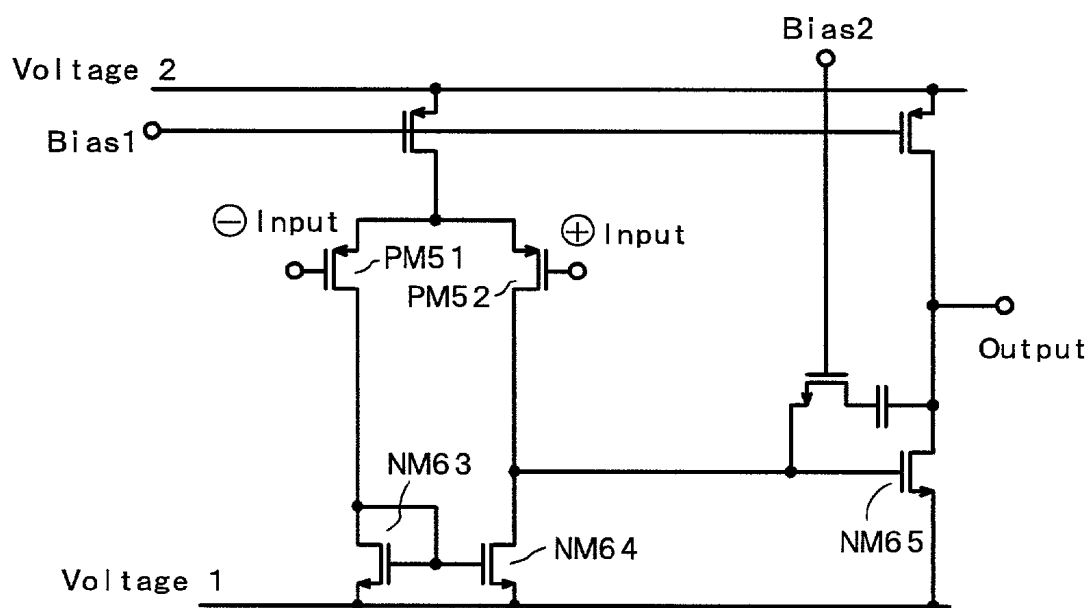 Bias2
Voltage 2
Bias1
⊖ Input
⊕ Input
PM51
PM52
Output
NM63
NM64
NM65
Voltage 1